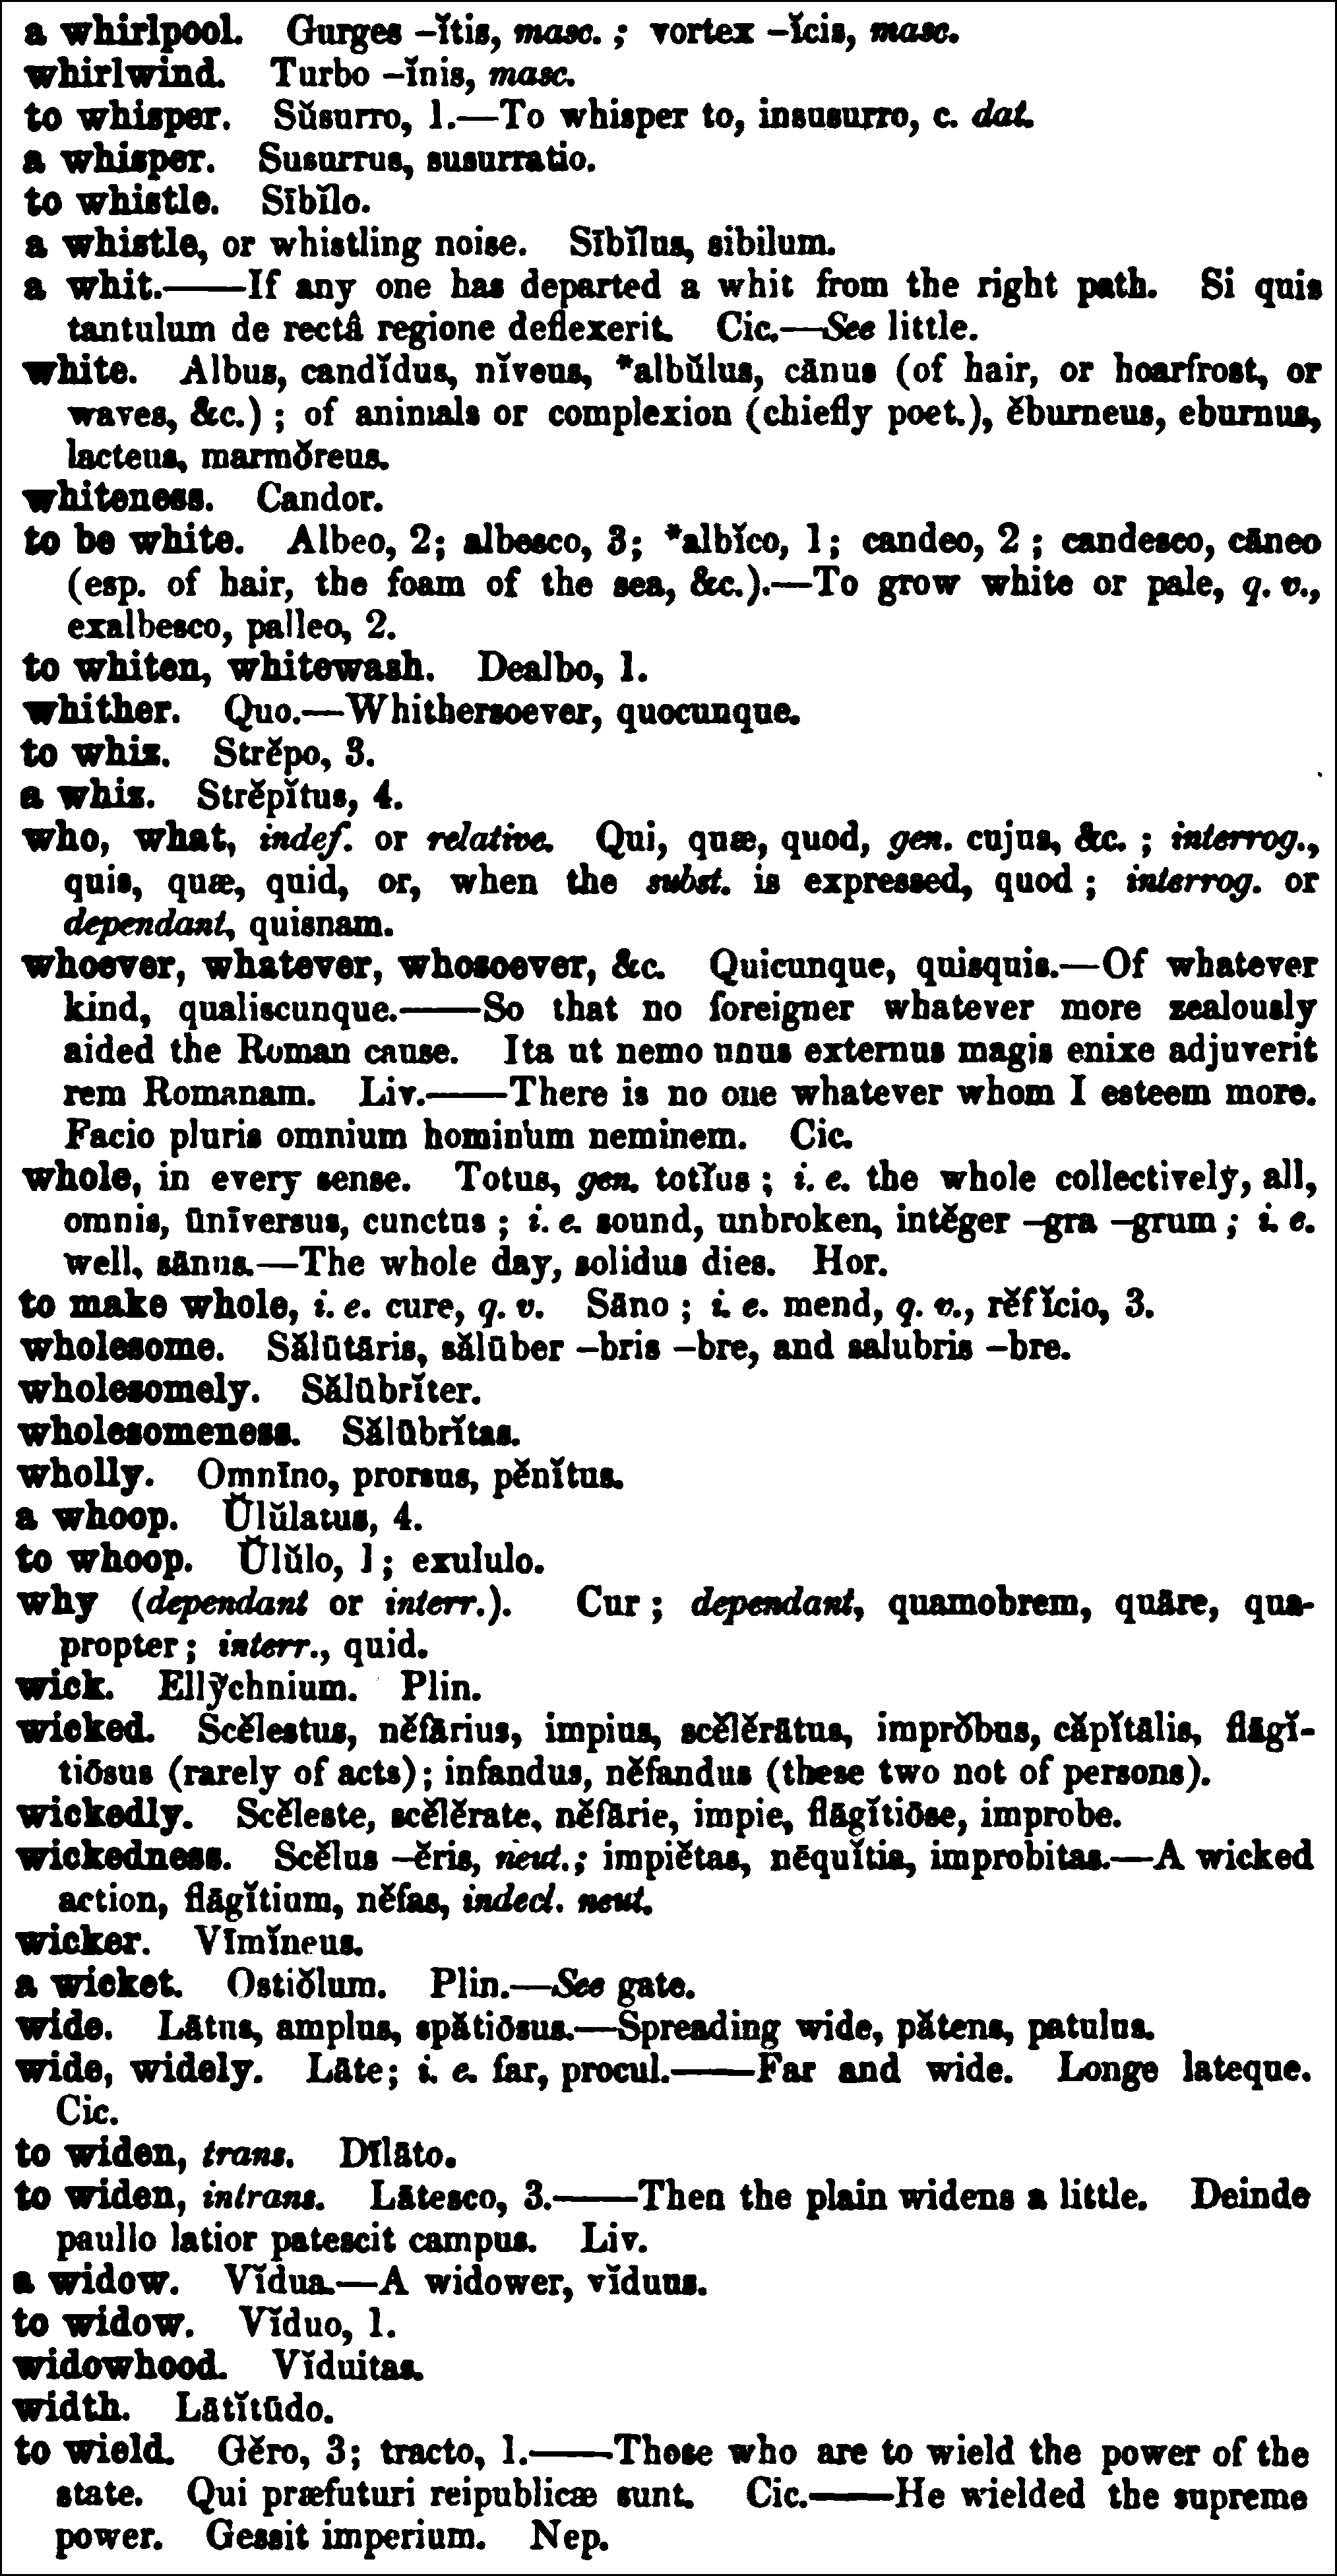 a whirlpool. Gurges –ĭtis, masc. ; vortex –ĭcis, masc.
whirlwind. Turbo –ĭnis, masc.
to whisper. Sŭsurro, 1.—To whisper to, insusurro, c. dat.
a whisper. Susurrus, susurratio.
to whistle. Sībĭlo.
a whistle, or whistling noise. Sībĭlus, sibilum.
a whit.——If any one has departed a whit from the right path. Si quis
tantulum de rectâ regione deflexerit. Cic.—See little.
white. Albus, candĭdus, nĭveus, *albŭlus, cānus (of hair, or hoarfrost, or
waves, &c.) ; of animals or complexion (chiefly poet.), ĕburneus, eburnus,
lacteus, marmŏreus.
whiteness. Candor.
to be white. Albeo, 2; albesco, 3; *albĭco, 1; candeo, 2 ; candesco, cāneo
(esp. of hair, the foam of the sea, &c.).—To grow white or pale, q. v.,
exalbesco, palleo, 2.
to whiten, whitewash. Dealbo, 1.
whither. Quo.—Whithersoever, quocunque.
to whiz. Strĕpo, 3.
a whiz. Strĕpĭtus, 4.
who, what, indef. or relative. Qui, quæ, quod, gen. cujus, &c. ; interrog.,
quis, quæ, quid, or, when the subst. is expressed, quod ; interrog. or
dependant, quisnam.
whoever, whatever, whosoever, &c. Quicunque, quisquis.—Of whatever
kind, qualiscunque.——So that no foreigner whatever more zealously
aided the Roman cause. Ita ut nemo unus externus magis enixe adjuverit
rem Romanam. Liv.——There is no one whatever whom I esteem more.
Facio pluris omnium hominum neminem. Cic.
whole, in every sense. Totus, gen. totĭus ; i. e. the whole collectively, all,
omnis, ūnīversus, cunctus ; i. e. sound, unbroken, intĕger –gra –grum ; i. e.
well, sānus.—The whole day, solidus dies. Hor.
to make whole, i. e. cure, q. v. Sāno ; i. e. mend, q. v., rĕfĭcio, 3.
wholesome. Sălūtāris, sălūber –bris –bre, and salubris –bre.
wholesomely. Sălūbrĭter.
wholesomeness. Sălūbrĭtas.
wholly. Omnīno, prorsus, pĕnĭtus.
a whoop. Ŭlŭlatus, 4.
to whoop. Ŭlŭlo, 1 ; exululo.
why (dependant or interr.). Cur ; dependant, quamobrem, quāre, qua-
propter ; interr., quid.
wick. Ellўchnium. Plin.
wicked. Scĕlestus, nĕfārius, impius, scĕlĕrātus, imprŏbus, căpĭtālis, flāgĭ-
tiōsus (rarely of acts) ; infandus, nĕfandus (these two not of persons).
wickedly. Scĕleste, scĕlĕrate, nĕfārie, impie, flāgĭtiōse, improbe.
wickedness. Scĕlus –ĕris, neut.; impiĕtas, nēquĭtia, improbitas.—A wicked
action, flāgĭtium, nĕfas, indecl. neut.
wicker. Vīmĭneus.
a wicket. Ostiŏlum. Plin.—See gate.
wide. Lātus, amplus, spătiōsus.—Spreading wide, pătens, patulus.
wide, widely. Lāte; i. e. far, procul.——Far and wide. Longe lateque.
Cic.
to widen, trans. Dīlāto.
to widen, intrans. Lātesco, 3.——Then the plain widens a little. Deinde
paullo latior patescit campus. Liv.
a widow. Vĭdua.—A widower, vĭduus.
to widow. Vĭduo, 1.
widowhood. Vĭduitas.
width. Lātĭtūdo.
to wield. Gĕro, 3; tracto, 1.——Those who are to wield the power of the
state. Qui præfuturi reipublicæ sunt. Cic.——He wielded the supreme
power. Gessit imperium. Nep.